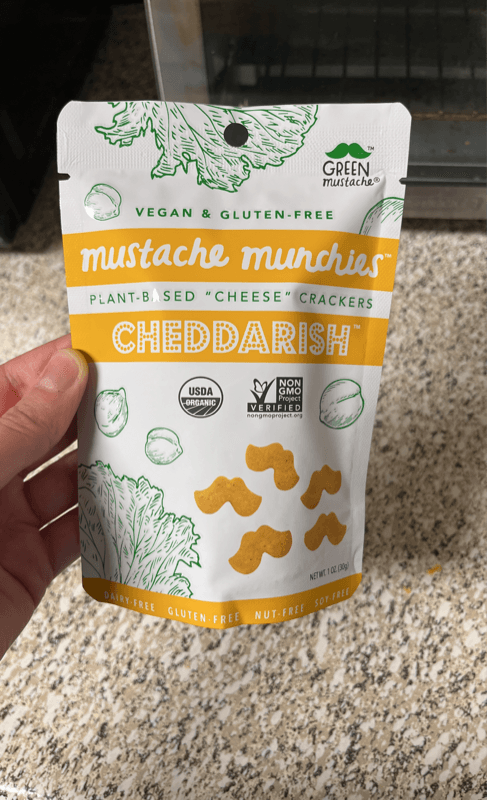 GREEN
mustache®
™
VEGAN & GLUTEN-FREE
mustache munchies™
PLANT-BASED "CHEESE" CRACKERS
CHEDDARISH™
USDA
ORGANIC
NON
GMO
Project
VERIFIED
nongmoproject.org
NET WT. 1 OZ. (30g)
DAIRY FREE GLUTEN FREE NUT-FREE SOY-FREE